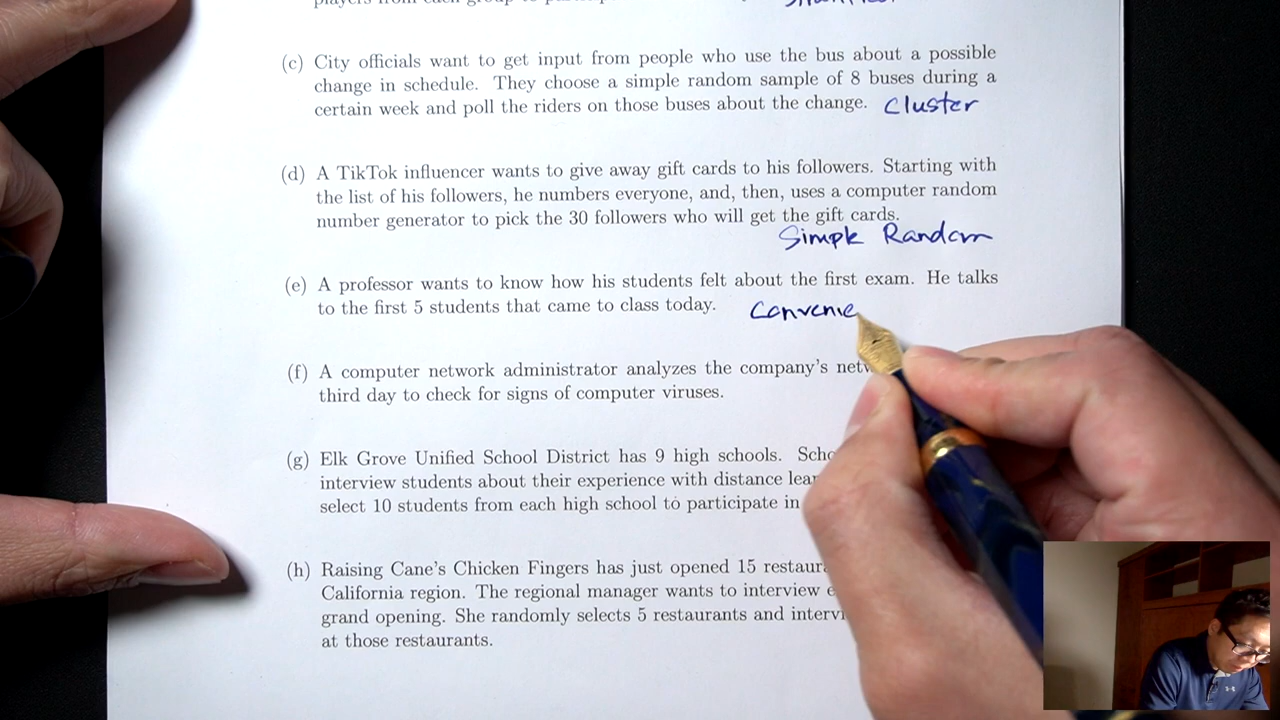 (c) City officials want to get input from people who use the bus about a possible
change in schedule. They choose a simple random sample of 8 buses during a
certain week and poll the riders on those buses about the change. Cluster
(d) A TikTok influencer wants to give away gift cards to his followers. Starting with
the list of his followers, he numbers everyone, and, then, uses a computer random
number generator to pick the 30 followers who will get the gift cards.
Simple Random
(e) A professor wants to know how his students felt about the first exam. He talks
to the first 5 students that came to class today. Convenie
(f) A computer network administrator analyzes the company's
third day to check for signs of computer viruses.
(g) Elk Grove Unified School District has 9 high schools.
interview students about their experience with distance
select 10 students from each high school to participate in
(h) Raising Cane's Chicken Fingers has just opened 15
California region. The regional manager wants to interview
grand opening. She randomly selects 5 restaurants and
at those restaurants.